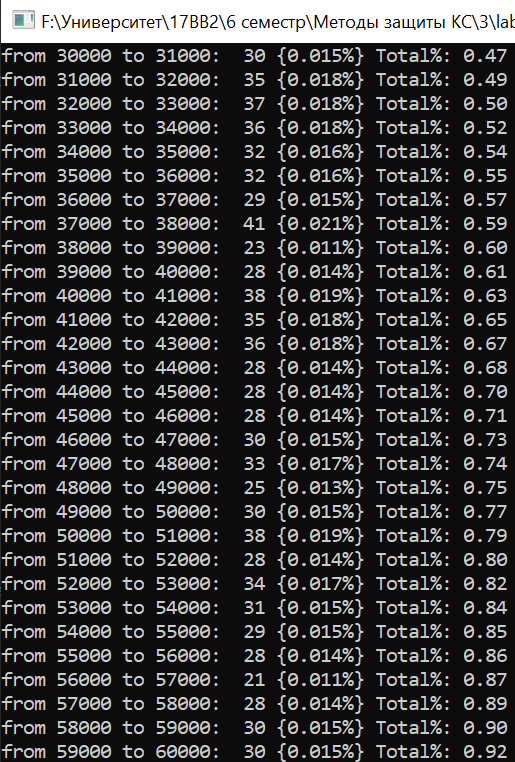 F:\Университет\17ВВ2\6 семестр\Методы защиты КС\3\lab
from 30000 to 31000:  30 {0.015%} Total%: 0.47
from 31000 to 32000:  35 {0.018%} Total%: 0.49
from 32000 to 33000:  37 {0.018%} Total%: 0.50
from 33000 to 34000:  36 {0.018%} Total%: 0.52
from 34000 to 35000:  32 {0.016%} Total%: 0.54
from 35000 to 36000:  32 {0.016%} Total%: 0.55
from 36000 to 37000:  29 {0.015%} Total%: 0.57
from 37000 to 38000:  41 {0.021%} Total%: 0.59
from 38000 to 39000:  23 {0.011%} Total%: 0.60
from 39000 to 40000:  28 {0.014%} Total%: 0.61
from 40000 to 41000:  38 {0.019%} Total%: 0.63
from 41000 to 42000:  35 {0.018%} Total%: 0.65
from 42000 to 43000:  36 {0.018%} Total%: 0.67
from 43000 to 44000:  28 {0.014%} Total%: 0.68
from 44000 to 45000:  28 {0.014%} Total%: 0.70
from 45000 to 46000:  28 {0.014%} Total%: 0.71
from 46000 to 47000:  30 {0.015%} Total%: 0.73
from 47000 to 48000:  33 {0.017%} Total%: 0.74
from 48000 to 49000:  25 {0.013%} Total%: 0.75
from 49000 to 50000:  30 {0.015%} Total%: 0.77
from 50000 to 51000:  38 {0.019%} Total%: 0.79
from 51000 to 52000:  28 {0.014%} Total%: 0.80
from 52000 to 53000:  34 {0.017%} Total%: 0.82
from 53000 to 54000:  31 {0.015%} Total%: 0.84
from 54000 to 55000:  29 {0.015%} Total%: 0.85
from 55000 to 56000:  28 {0.014%} Total%: 0.86
from 56000 to 57000:  21 {0.011%} Total%: 0.87
from 57000 to 58000:  28 {0.014%} Total%: 0.89
from 58000 to 59000:  30 {0.015%} Total%: 0.90
from 59000 to 60000:  30 {0.015%} Total%: 0.92